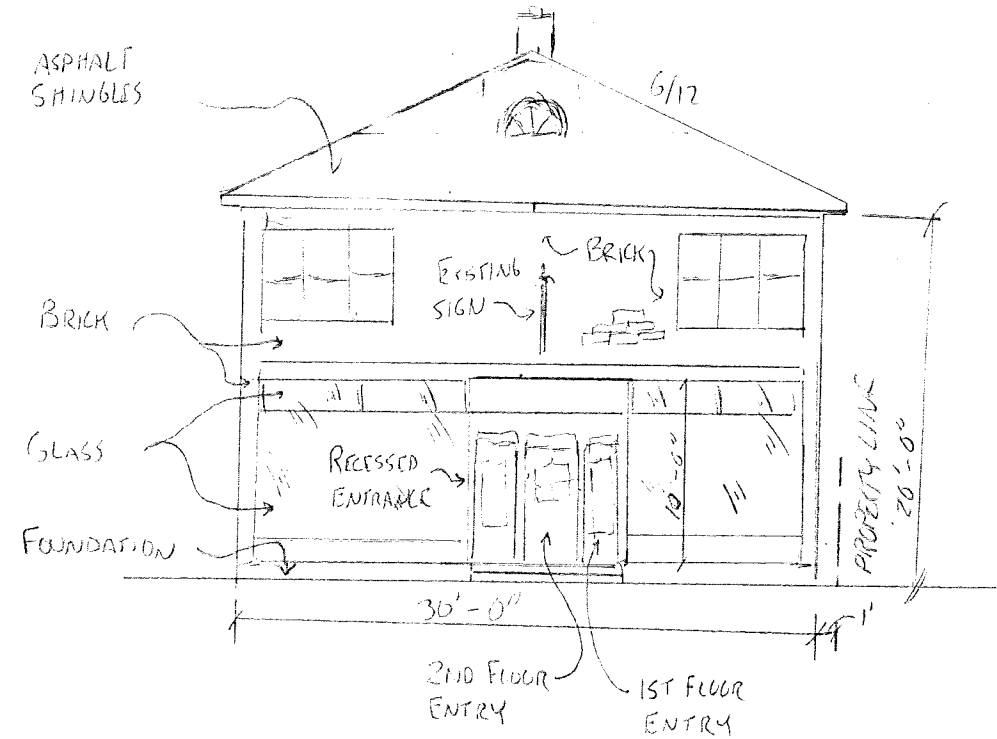 ASPHALT
SHINGLES
6/12
BRICK
EXISTING
SIGN
BRICK
GLASS
RECESSED
ENTRANCE
10'-0"
PROPERTY LINE
20'-0"
FOUNDATION
30'-0"
1'
2ND FLOOR
ENTRY
1ST FLOOR
ENTRY